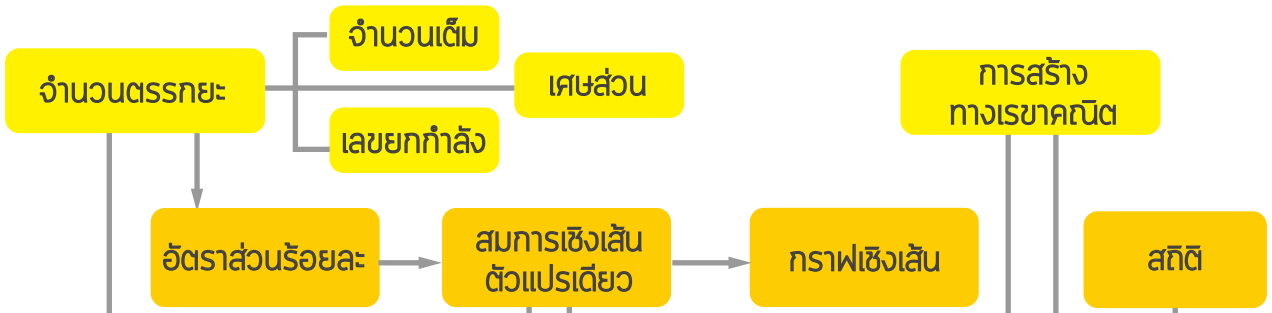 จำนวนเต็ม
จำนวนตรรกยะ
เศษส่วน
เลขยกกำลัง
การสร้าง
ทางเรขาคณิต
อัตราส่วนร้อยละ
สมการเชิงเส้น
ตัวแปรเดียว
กราฟเชิงเส้น
สถิติ